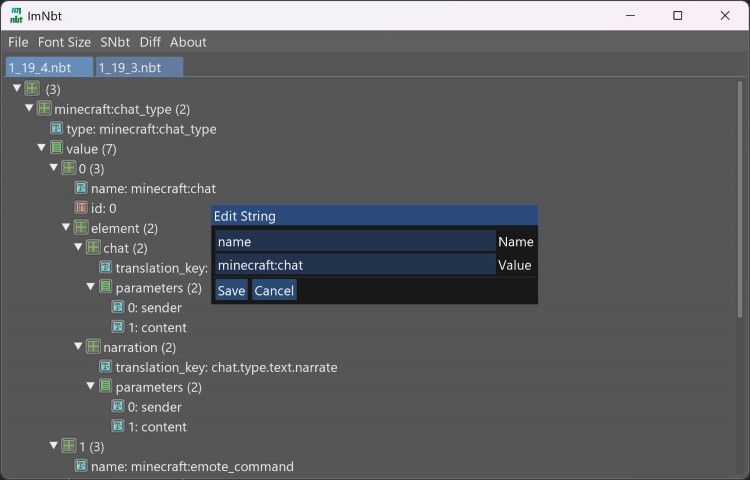 ImNbt
File Font Size SNbt Diff About
1_19_4.nbt 1_19_3.nbt
(3)
minecraft:chat_type (2)
type: minecraft:chat_type
value (7)
0 (3)
name: minecraft:chat
id: 0
element (2)
chat (2)
translation_key:
parameters (2)
0: sender
1: content
narration (2)
translation_key: chat.type.text.narrate
parameters (2)
0: sender
1: content
1 (3)
name: minecraft:emote_command
Edit String
name Name
minecraft:chat Value
Save Cancel